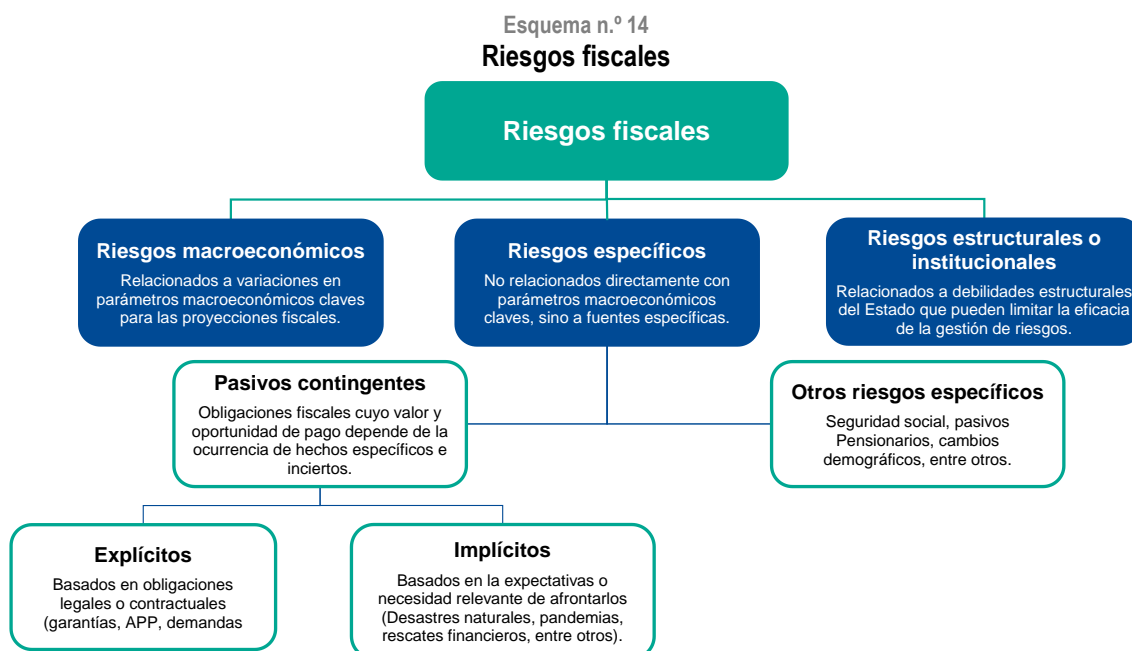 Esquema n.º 14
Riesgos fiscales
Riesgos fiscales
Riesgos macroeconómicos
Relacionados a variaciones en
parámetros macroeconómicos claves
para las proyecciones fiscales.
Riesgos específicos
No relacionados directamente con
parámetros macroeconómicos
claves, sino a fuentes específicas.
Riesgos estructurales o
institucionales
Relacionados a debilidades estructurales
del Estado que pueden limitar la eficacia
de la gestión de riesgos.
Pasivos contingentes
Obligaciones fiscales cuyo valor y
oportunidad de pago depende de la
ocurrencia de hechos específicos e
inciertos.
Otros riesgos específicos
Seguridad social, pasivos
Pensionarios, cambios
demográficos, entre otros.
Explícitos
Basados en obligaciones
legales o contractuales
(garantías, APP, demandas
Implícitos
Basados en la expectativas o
necesidad relevante de afrontarlos
(Desastres naturales, pandemias,
rescates financieros, entre otros).